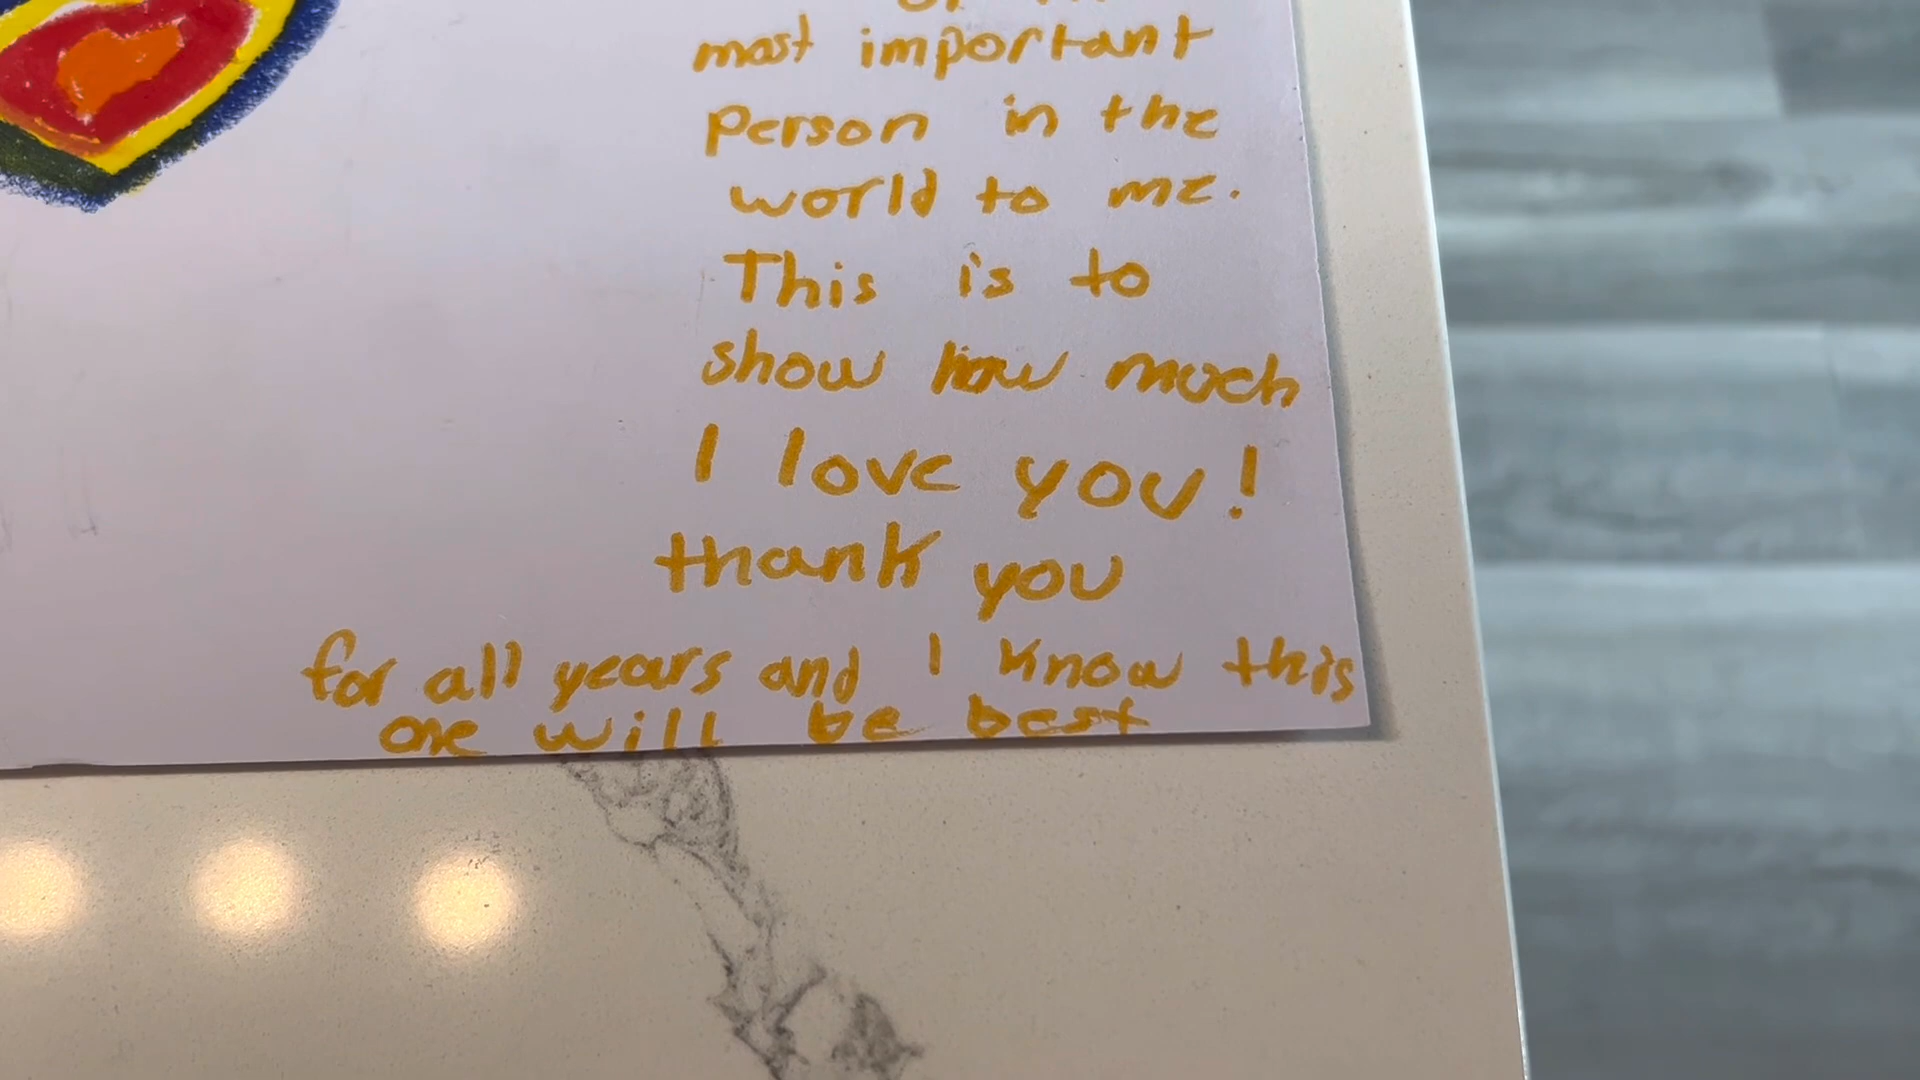 most important
person in the
world to me.
This is to
show how much
I love you!
thank you
for all years and I know this
one will be best